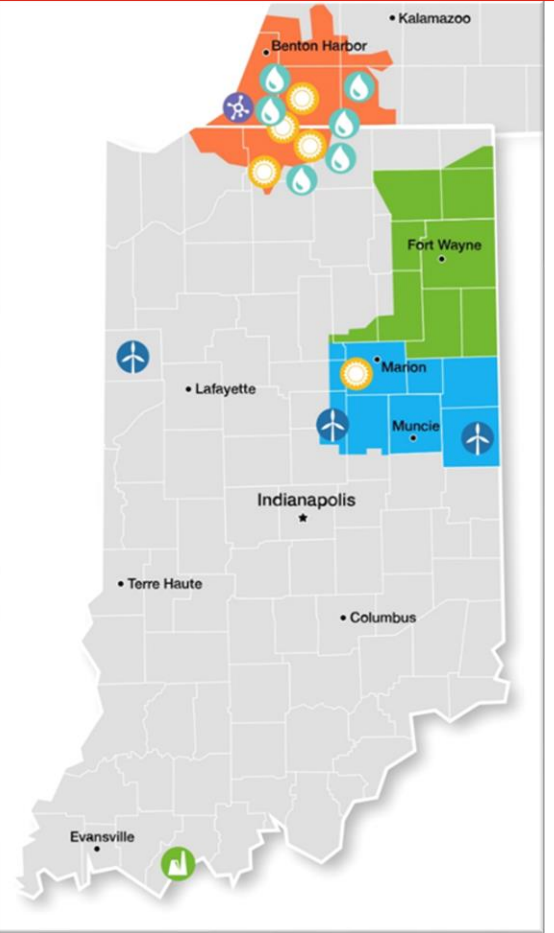 Kalamazoo
Benton Harbor
Fort Wayne
Marion
Lafayette
Muncie
Indianapolis
Terre Haute
Columbus
Evansville